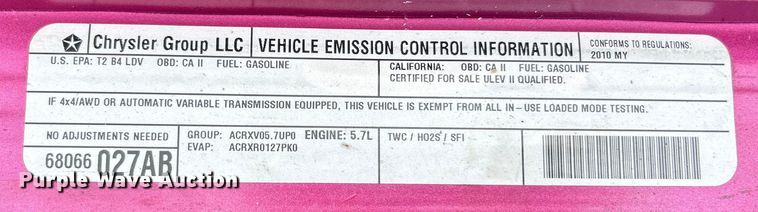 Chrysler Group LLC VEHICLE EMISSION CONTROL INFORMATION CONFORMS TO REGULATIONS:
2010 MY
U.S. EPA: T2 B4 LDV OBD: CA II FUEL: GASOLINE
CALIFORNIA: OBD: CA II FUEL: GASOLINE
CERTIFIED FOR SALE ULEV II QUALIFIED.
IF 4x4/AWD OR AUTOMATIC VARIABLE TRANSMISSION EQUIPPED, THIS VEHICLE IS EXEMPT FROM ALL IN-USE LOADED MODE TESTING.
NO ADJUSTMENTS NEEDED
68066 027AB
GROUP: ACRXV05.7UP0 ENGINE: 5.7L
EVAP: ACRXR0127PK0
TWC / HO2S / SFI
Purple Wave Auction